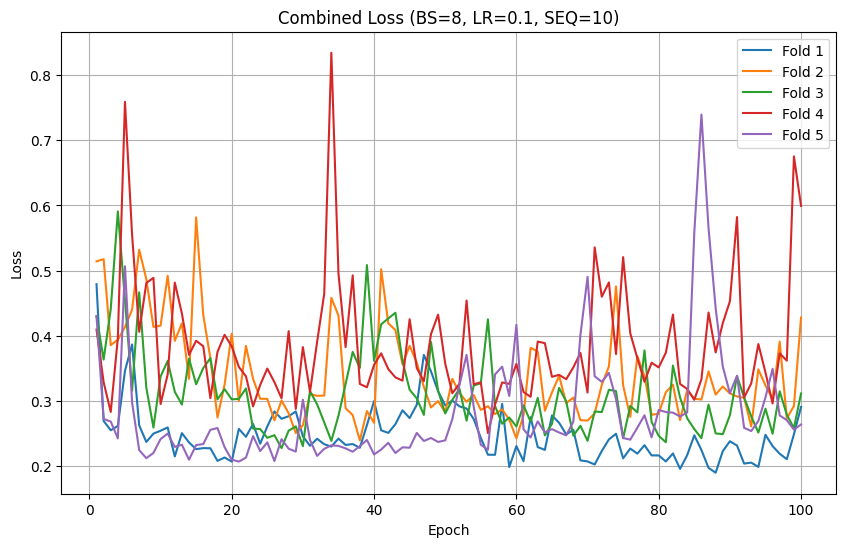 Combined Loss (BS=8, LR=0.1, SEQ=10)
Fold 1
Fold 2
Fold 3
Fold 4
Fold 5
0.8
0.7
0.6
0.5
0.4
0.3
0.2
Loss
0 20 40 60 80 100
Epoch